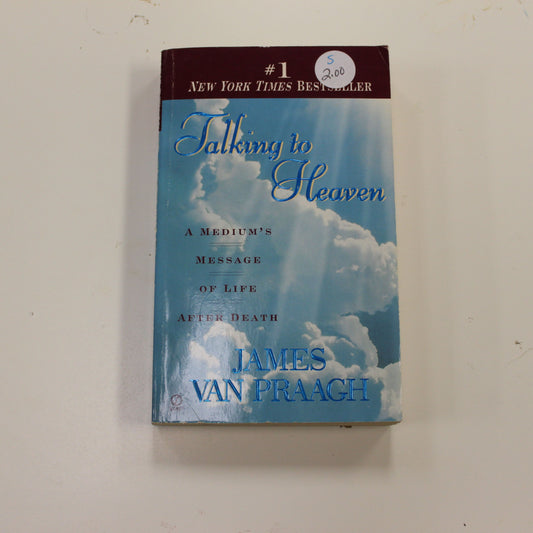 #1
S
2.00
NEW YORK TIMES BESTSELLER
Talking to
Heaven
A MEDIUM'S
MESSAGE
OF LIFE
AFTER DEATH
JAMES
VAN PRAAGH